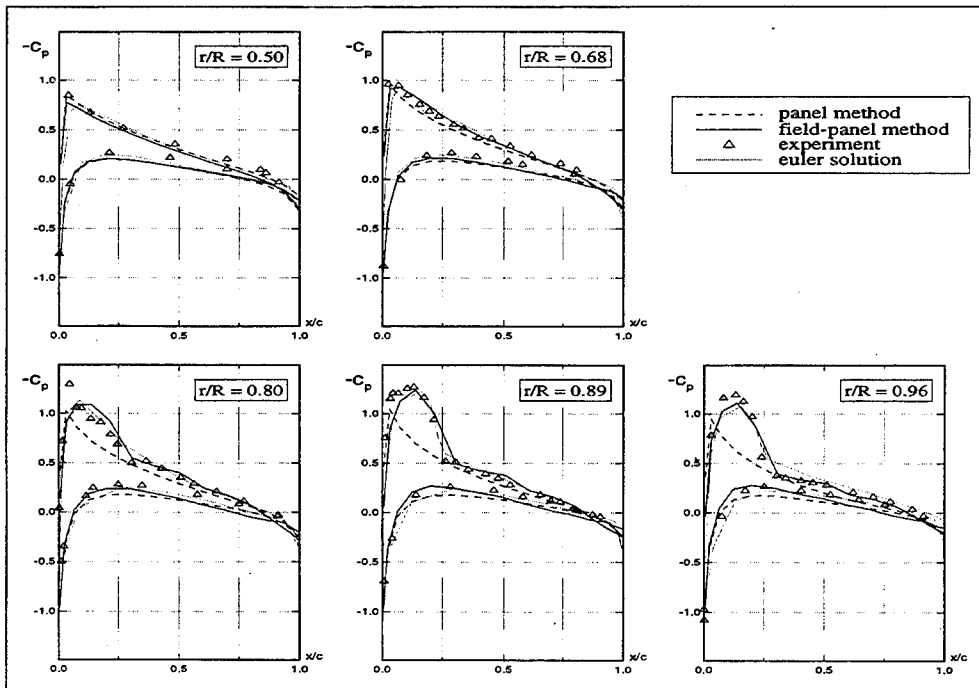 -Cp
r/R = 0.50
1.0
0.5
0.0
-0.5
-1.0
0.0
0.5
1.0
x/c
-Cp
r/R = 0.68
1.0
0.5
0.0
-0.5
-1.0
0.0
0.5
1.0
x/c
panel method
field-panel method
experiment
euler solution
-Cp
r/R = 0.80
1.0
0.5
0.0
-0.5
-1.0
0.0
0.5
1.0
x/c
-Cp
r/R = 0.89
1.0
0.5
0.0
-0.5
-1.0
0.0
0.5
1.0
x/c
-Cp
r/R = 0.96
1.0
0.5
0.0
-0.5
-1.0
0.0
0.5
1.0
x/c